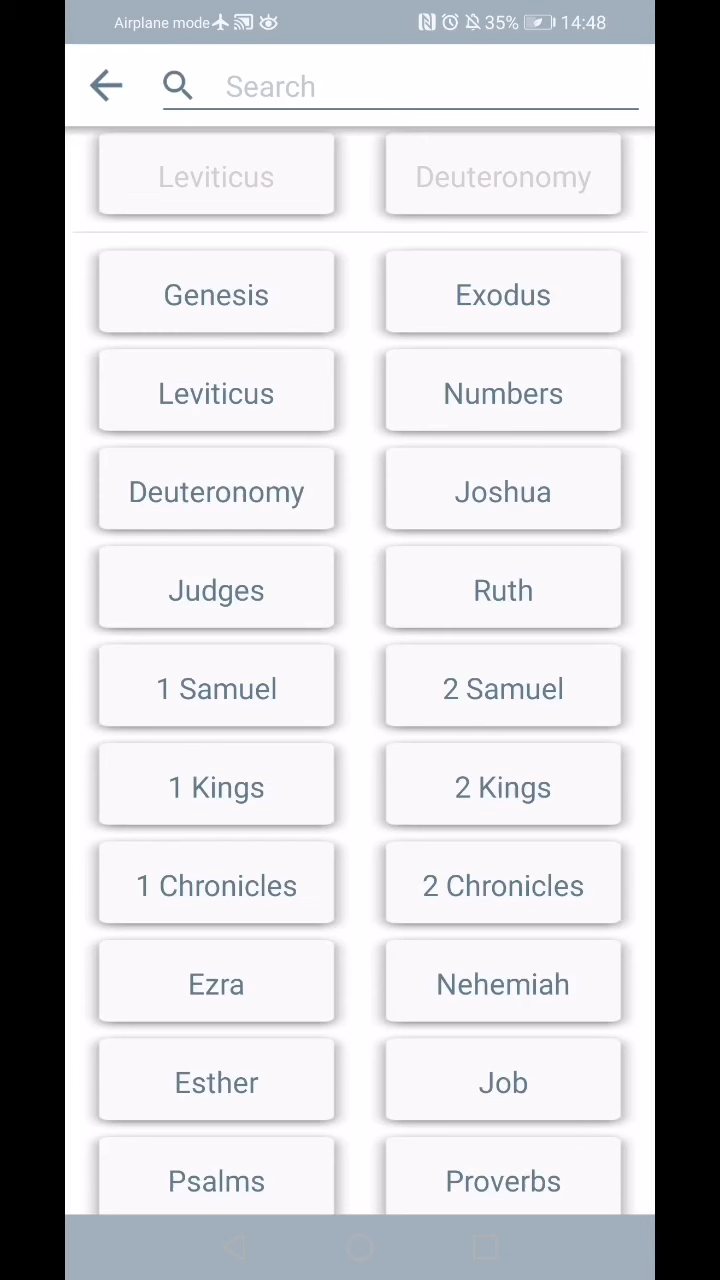 Airplane mode 35% 14:48
Search
Leviticus Deuteronomy
Genesis Exodus
Leviticus Numbers
Deuteronomy Joshua
Judges Ruth
1 Samuel 2 Samuel
1 Kings 2 Kings
1 Chronicles 2 Chronicles
Ezra Nehemiah
Esther Job
Psalms Proverbs